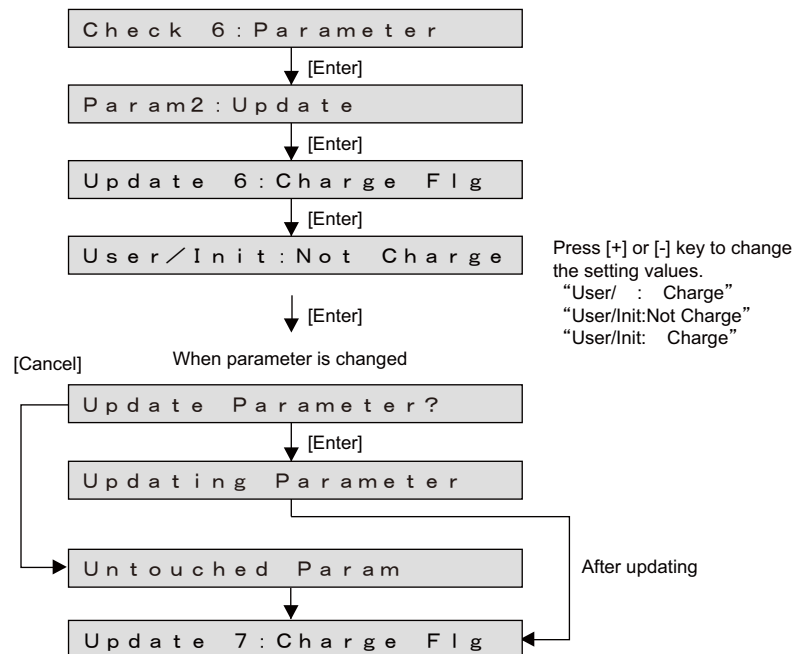 Check 6:Parameter
[Enter]
Param2:Update
[Enter]
Update 6:Charge Flg
[Enter]
User/Init:Not Charge
Press [+] or [-] key to change
the setting values.
“User/ : Charge”
“User/Init:Not Charge”
“User/Init: Charge”
[Enter]
[Cancel]
When parameter is changed
Update Parameter?
[Enter]
Updating Parameter
After updating
Untouched Param
Update 7:Charge Flg